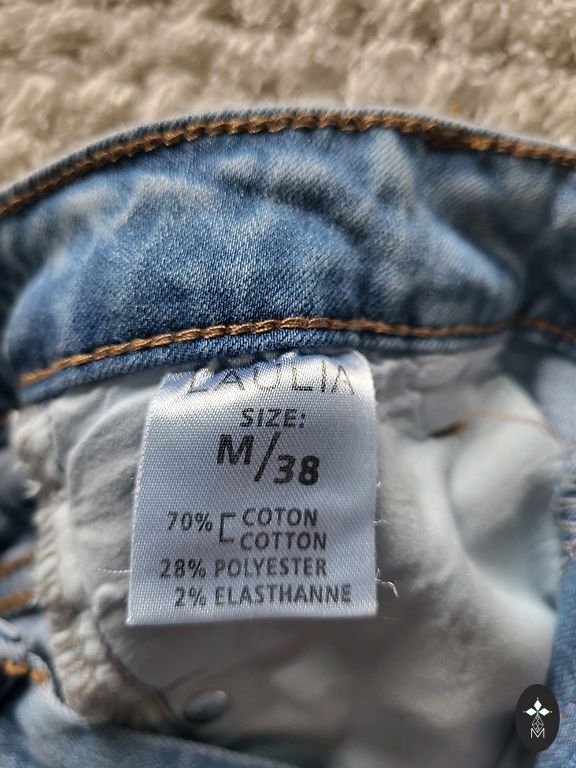 LAULIA
SIZE:
M/38
70% [ COTON
COTTON
28% POLYESTER
2% ELASTHANNE
M